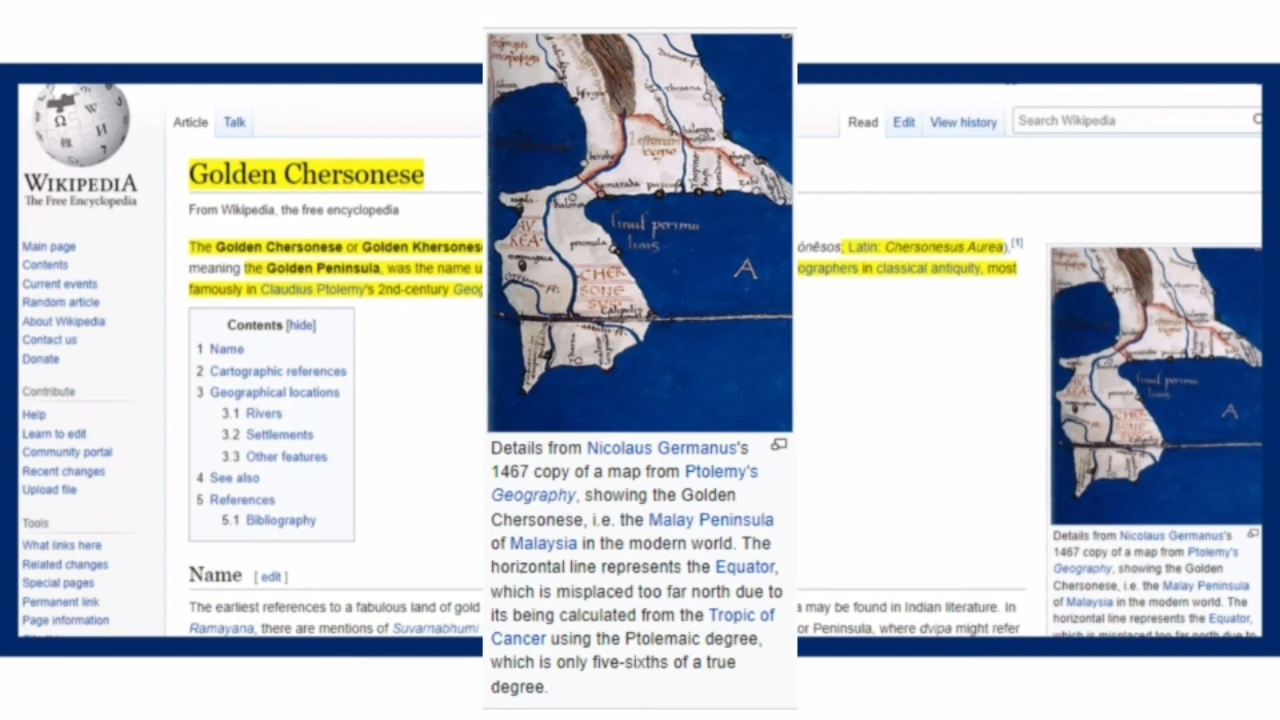 WIKIPEDIA
The Free Encyclopedia
Main page
Contents
Current events
Random article
About Wikipedia
Contact us
Donate
Contribute
Help
Learn to edit
Community portal
Recent changes
Upload file
Tools
What links here
Related changes
Special pages
Permanent link
Page information
Article Talk
Read Edit View history
Search Wikipedia
Golden Chersonese
From Wikipedia, the free encyclopedia
The Golden Chersonese or Golden Khersones
ónēsos; Latin: Chersonesus Aurea),[1]
meaning the Golden Peninsula, was the name u
ographers in classical antiquity, most
famously in Claudius Ptolemy's 2nd-century Geog
Contents [hide]
1 Name
2 Cartographic references
3 Geographical locations
3.1 Rivers
3.2 Settlements
3.3 Other features
4 See also
5 References
5.1 Bibliography
Name [ edit ]
The earliest references to a fabulous land of gold
a may be found in Indian literature. In
Ramayana, there are mentions of Suvarnabhumi
or Peninsula, where dvipa might refer
A
CHER
SONE
Details from Nicolaus Germanus's
1467 copy of a map from Ptolemy's
Geography, showing the Golden
Chersonese, i.e. the Malay Peninsula
of Malaysia in the modern world. The
horizontal line represents the Equator,
which is misplaced too far north due to
its being calculated from the Tropic of
Cancer using the Ptolemaic degree,
which is only five-sixths of a true
degree.
A
Details from Nicolaus Germanus's
1467 copy of a map from Ptolemy's
Geography, showing the Golden
Chersonese, i.e. the Malay Peninsula
of Malaysia in the modern world. The
horizontal line represents the Equator,
which is misplaced too far north due to